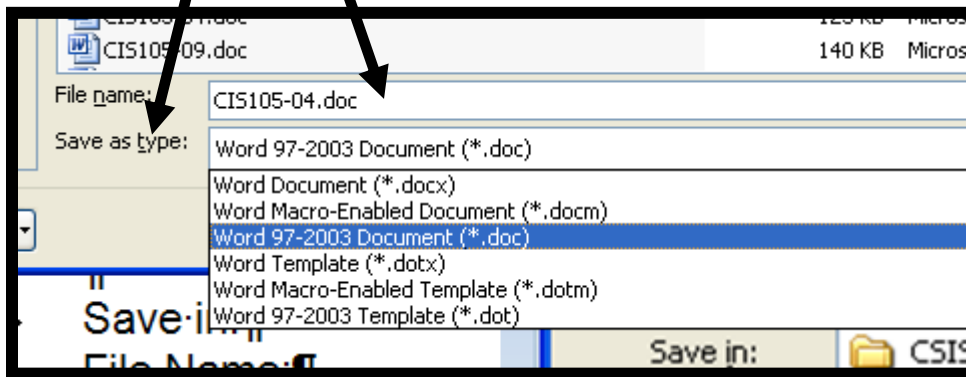 CIS105-09.doc 140 KB Micros
File name: CIS105-04.doc
Save as type: Word 97-2003 Document (*.doc)
Word Document (*.docx)
Word Macro-Enabled Document (*.docm)
Word 97-2003 Document (*.doc)
Word Template (*.dotx)
Word Macro-Enabled Template (*.dotm)
Word 97-2003 Template (*.dot)
Save·in:¶
File Name:¶
Save in: CSIS